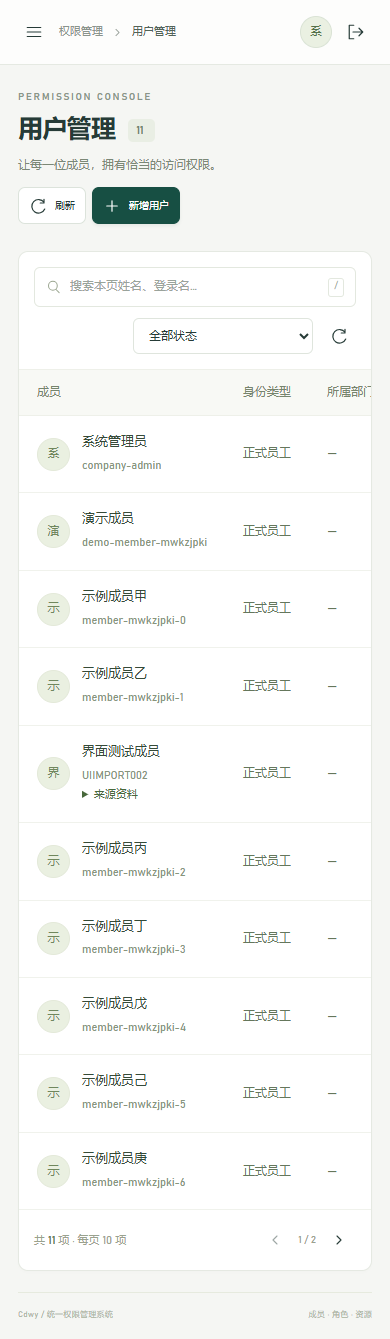 权限管理 › 用户管理 系
PERMISSION CONSOLE
用户管理 11
让每一位成员，拥有恰当的访问权限。
刷新 新增用户
搜索本页姓名、登录名... /
全部状态
成员 身份类型 所属部门
系 系统管理员 正式员工 —
company-admin
演 演示成员 正式员工 —
demo-member-mwkzjpki
示 示例成员甲 正式员工 —
member-mwkzjpki-0
示 示例成员乙 正式员工 —
member-mwkzjpki-1
界 界面测试成员 正式员工 —
UIIMPORT002
来源资料
示 示例成员丙 正式员工 —
member-mwkzjpki-2
示 示例成员丁 正式员工 —
member-mwkzjpki-3
示 示例成员戊 正式员工 —
member-mwkzjpki-4
示 示例成员己 正式员工 —
member-mwkzjpki-5
示 示例成员庚 正式员工 —
member-mwkzjpki-6
共 11 项 · 每页 10 项 1 / 2
Cdwy / 统一权限管理系统 成员 · 角色 · 资源